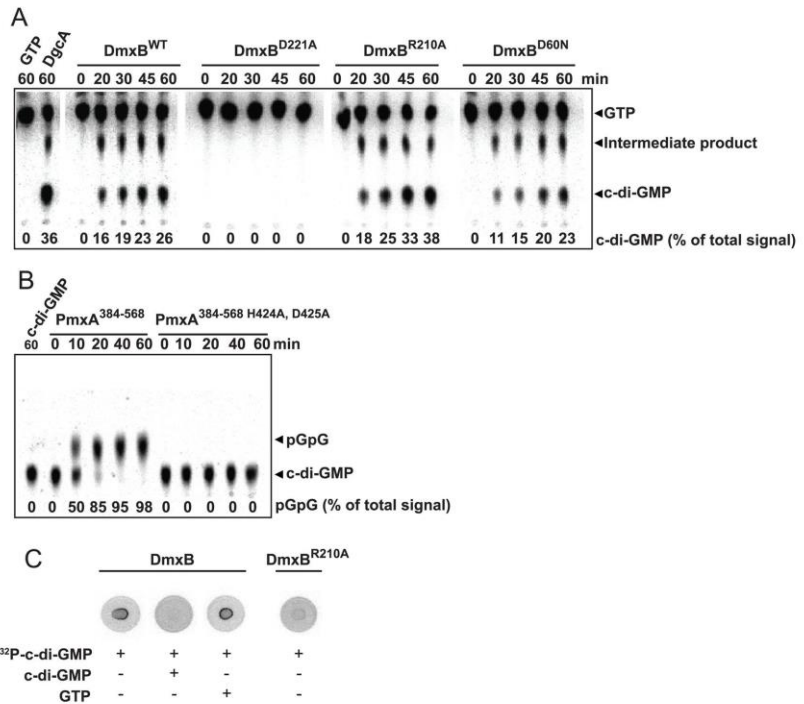 A
GTP DgcA DmxB^WT DmxB^D221A DmxB^R210A DmxB^D60N
60 60 0 20 30 45 60 0 20 30 45 60 0 20 30 45 60 0 20 30 45 60 min
GTP
Intermediate product
c-di-GMP
0 36 0 16 19 23 26 0 0 0 0 0 0 18 25 33 38 0 11 15 20 23 c-di-GMP (% of total signal)
B
c-di-GMP PmxA^384-568 PmxA^384-568 H424A, D425A
60 0 10 20 40 60 0 10 20 40 60 min
pGpG
c-di-GMP
0 0 50 85 95 98 0 0 0 0 0 pGpG (% of total signal)
C
DmxB DmxB^R210A
32P-c-di-GMP + + + +
c-di-GMP - + - -
GTP - - + -